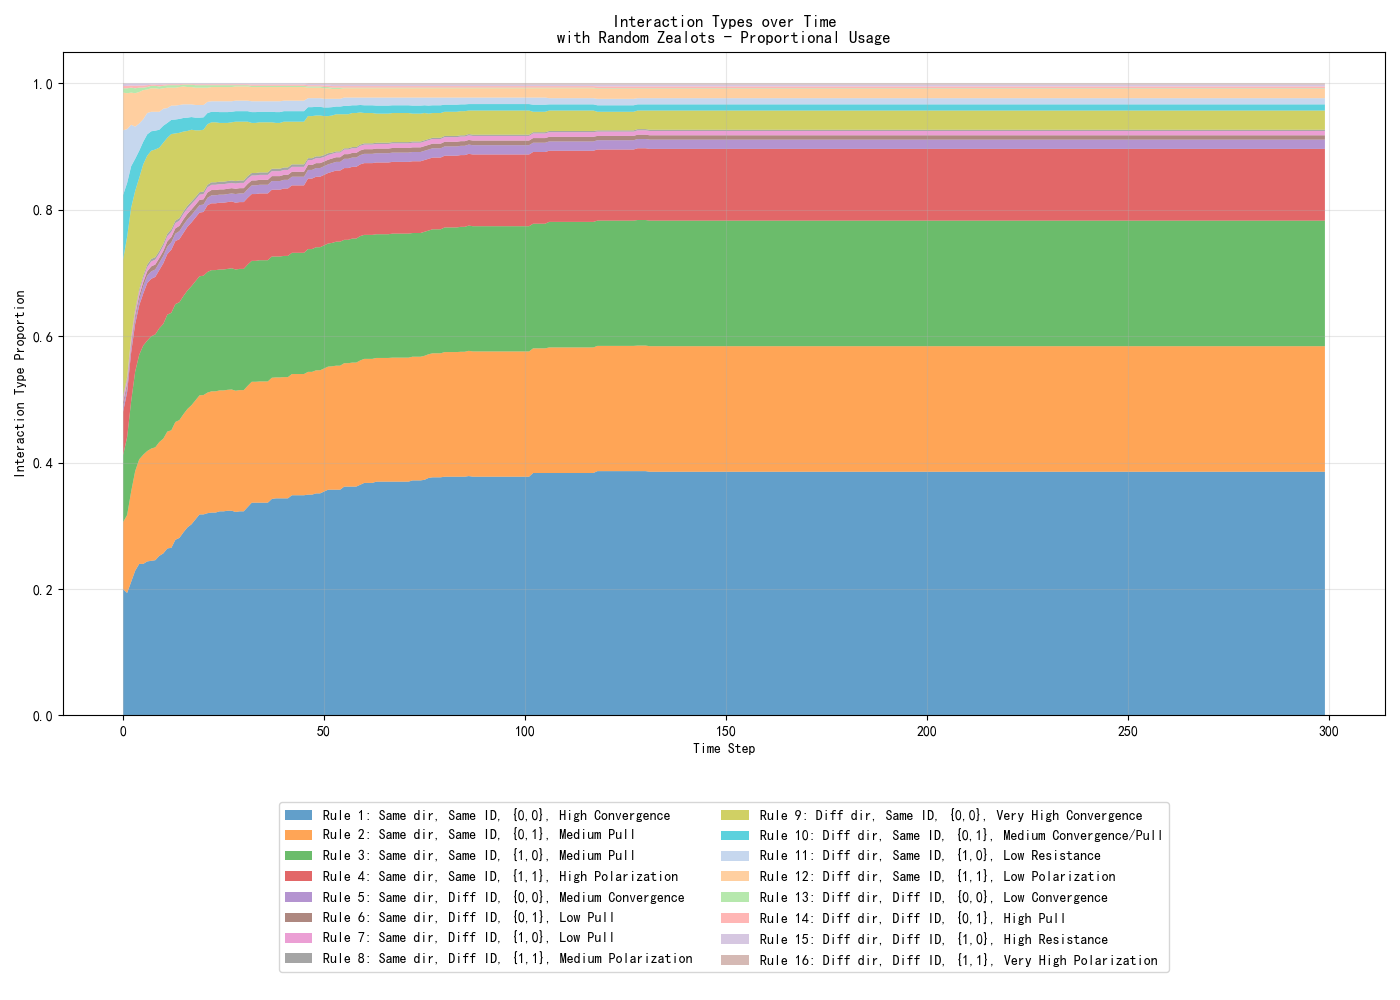 Interaction Types over Time
with Random Zealots - Proportional Usage
Interaction Type Proportion
1.0
0.8
0.6
0.4
0.2
0.0
0
50
100
150
200
250
300
Time Step
Rule 1: Same dir, Same ID, {0,0}, High Convergence
Rule 2: Same dir, Same ID, {0,1}, Medium Pull
Rule 3: Same dir, Same ID, {1,0}, Medium Pull
Rule 4: Same dir, Same ID, {1,1}, High Polarization
Rule 5: Same dir, Diff ID, {0,0}, Medium Convergence
Rule 6: Same dir, Diff ID, {0,1}, Low Pull
Rule 7: Same dir, Diff ID, {1,0}, Low Pull
Rule 8: Same dir, Diff ID, {1,1}, Medium Polarization
Rule 9: Diff dir, Same ID, {0,0}, Very High Convergence
Rule 10: Diff dir, Same ID, {0,1}, Medium Convergence/Pull
Rule 11: Diff dir, Same ID, {1,0}, Low Resistance
Rule 12: Diff dir, Same ID, {1,1}, Low Polarization
Rule 13: Diff dir, Diff ID, {0,0}, Low Convergence
Rule 14: Diff dir, Diff ID, {0,1}, High Pull
Rule 15: Diff dir, Diff ID, {1,0}, High Resistance
Rule 16: Diff dir, Diff ID, {1,1}, Very High Polarization